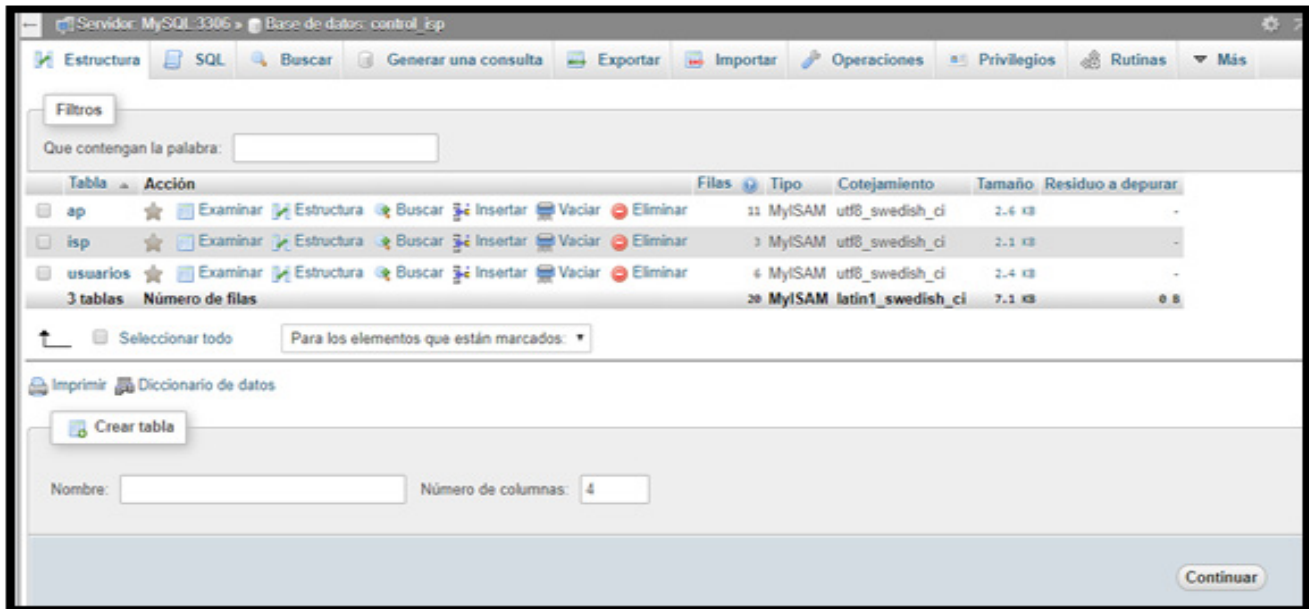 Servidor: MySQL:3306 » Base de datos: control_isp
Estructura SQL Buscar Generar una consulta Exportar Importar Operaciones Privilegios Rutinas Más
Filtros
Que contengan la palabra:
Tabla Acción Filas Tipo Cotejamiento Tamaño Residuo a depurar
ap Examinar Estructura Buscar Insertar Vaciar Eliminar 11 MyISAM utf8_swedish_ci 2.6 KB -
isp Examinar Estructura Buscar Insertar Vaciar Eliminar 3 MyISAM utf8_swedish_ci 2.1 KB -
usuarios Examinar Estructura Buscar Insertar Vaciar Eliminar 6 MyISAM utf8_swedish_ci 2.4 KB -
3 tablas Número de filas 20 MyISAM latin1_swedish_ci 7.1 KB 0 B
Seleccionar todo Para los elementos que están marcados:
Imprimir Diccionario de datos
Crear tabla
Nombre: Número de columnas: 4
Continuar